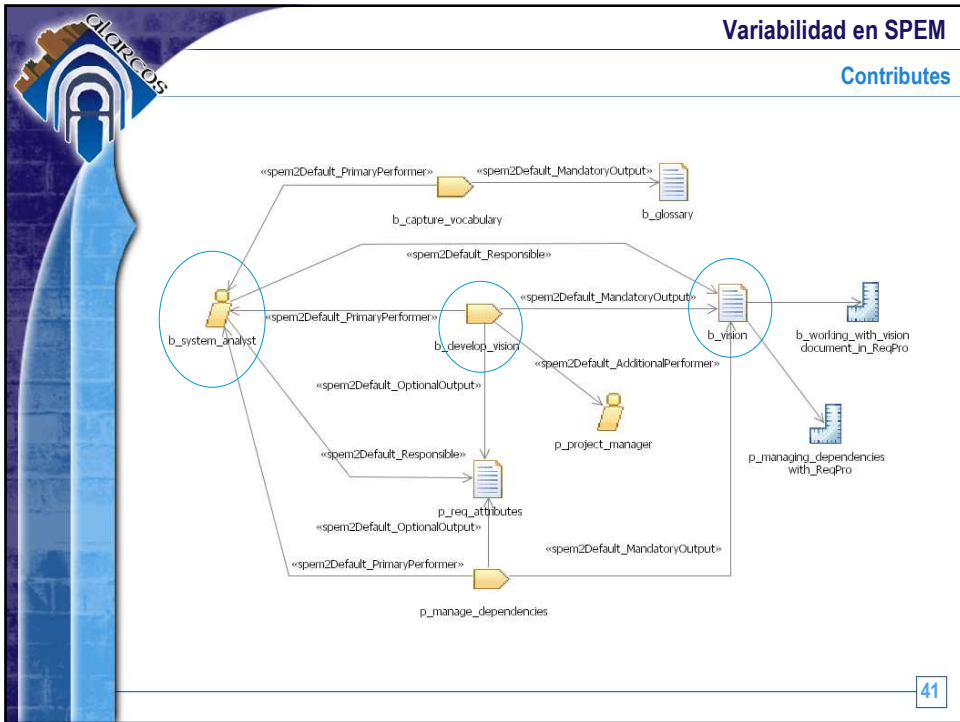 ALARCOS
Variabilidad en SPEM
Contributes
«spem2Default_PrimaryPerformer»
«spem2Default_MandatoryOutput»
b_capture_vocabulary
b_glossary
«spem2Default_Responsible»
«spem2Default_MandatoryOutput»
«spem2Default_PrimaryPerformer»
b_system_analyst
b_develop_vision
b_vision
b_working_with_vision
document_in_ReqPro
«spem2Default_AdditionalPerformer»
«spem2Default_OptionalOutput»
p_project_manager
p_managing_dependencies
with_ReqPro
«spem2Default_Responsible»
p_req_attributes
«spem2Default_OptionalOutput»
«spem2Default_MandatoryOutput»
«spem2Default_PrimaryPerformer»
p_manage_dependencies
41